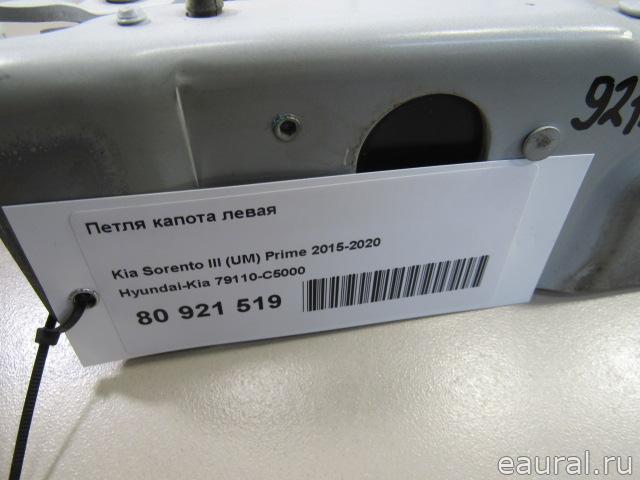 Петля капота левая
Kia Sorento III (UM) Prime 2015-2020
Hyundai-Kia 79110-C5000
80 921 519
eaural.ru